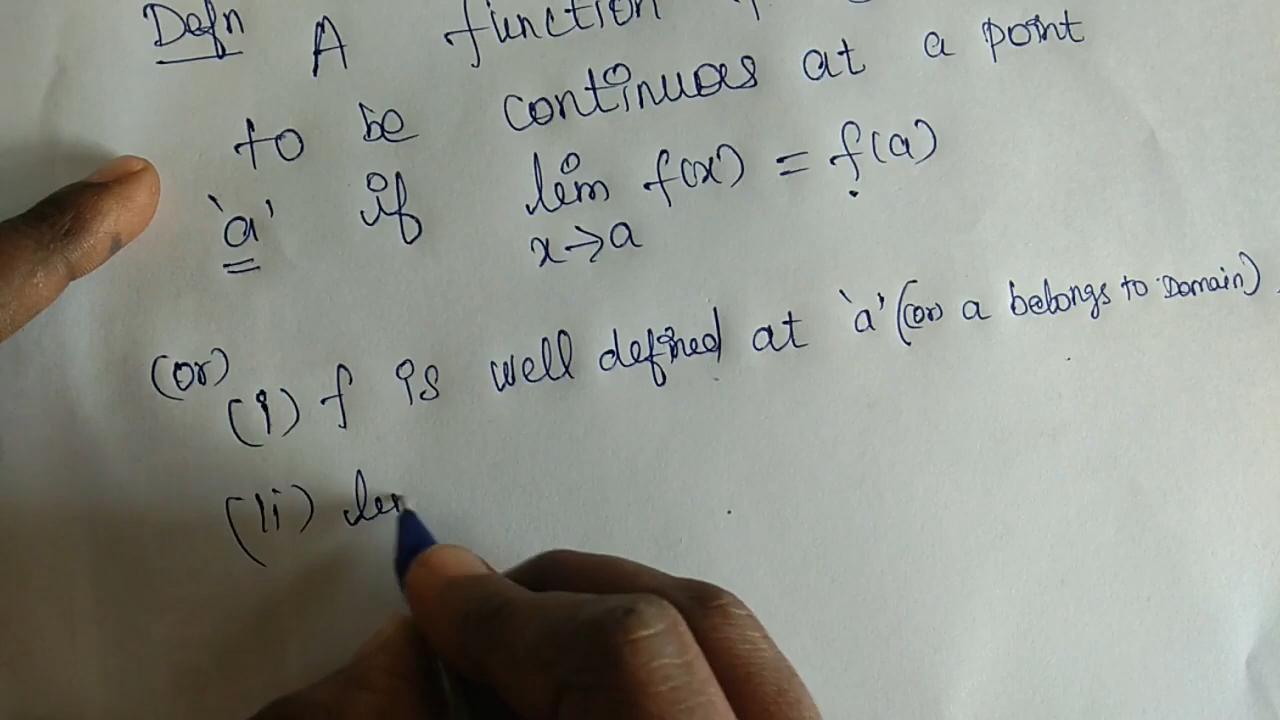 Defn A function
to be continuous at a point
'a' if lim f(x) = f(a)
x→a
(or) (i) f is well defined at 'a' (or) a belongs to Domain)
(ii)